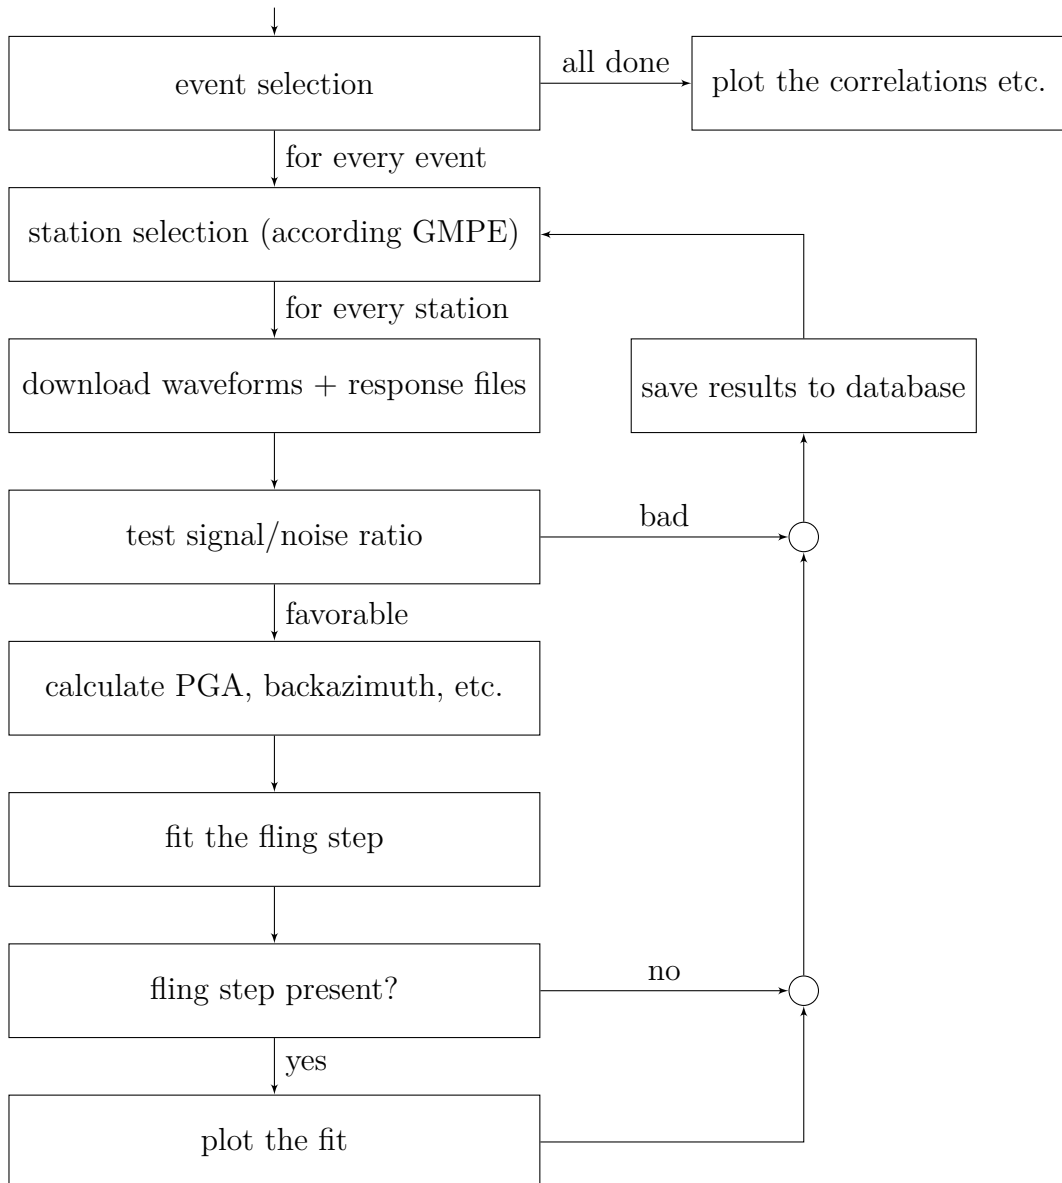 event selection
all done
plot the correlations etc.
for every event
station selection (according GMPE)
for every station
download waveforms + response files
save results to database
test signal/noise ratio
bad
favorable
calculate PGA, backazimuth, etc.
fit the fling step
fling step present?
no
yes
plot the fit